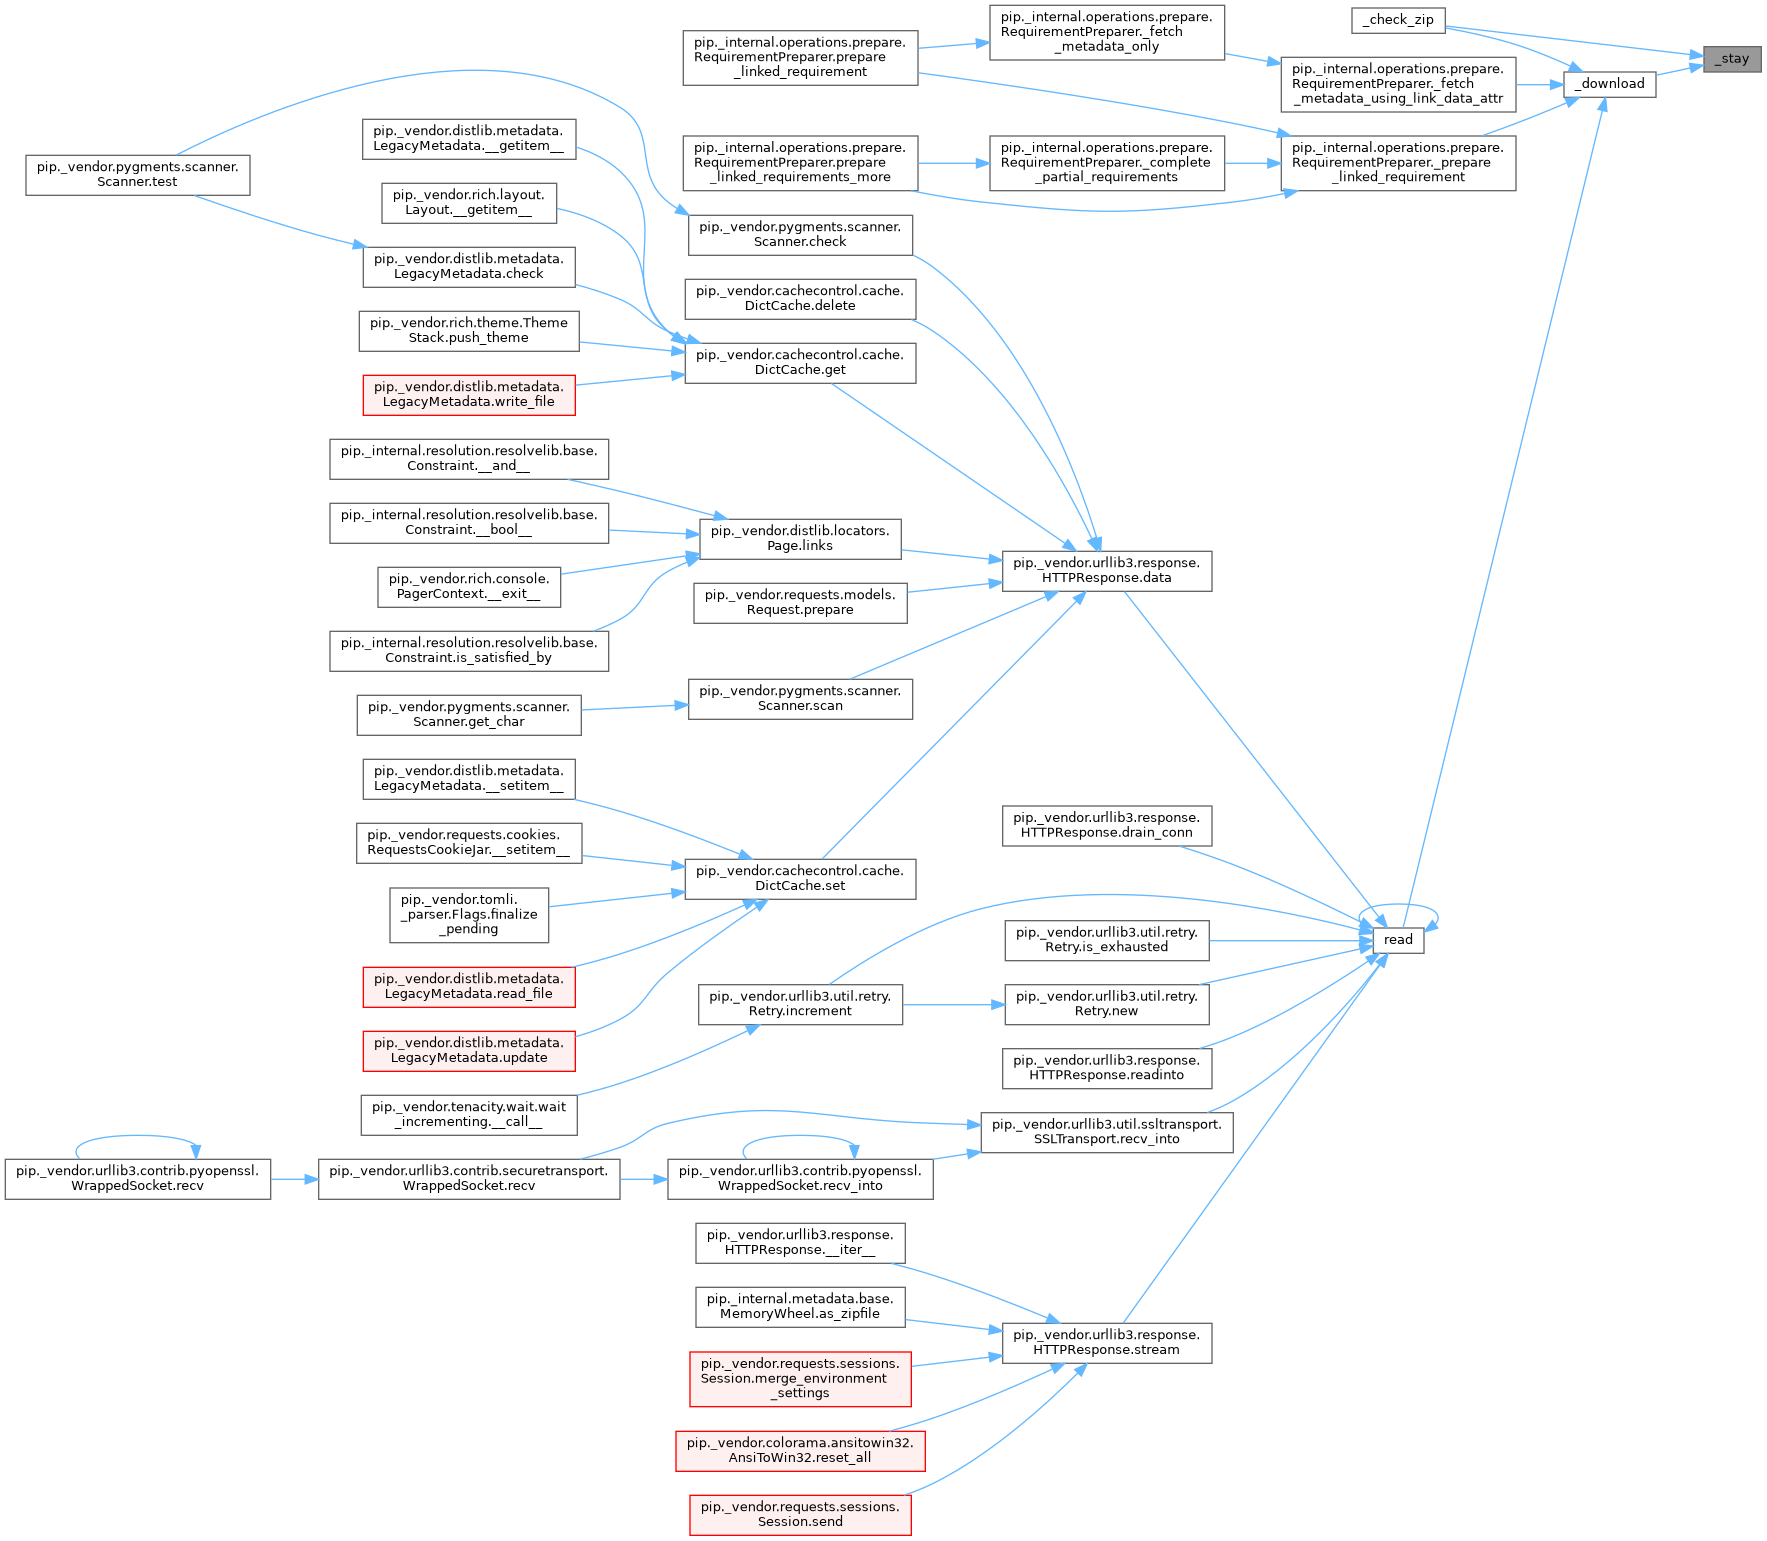 _check_zip
_stay
_download
pip._internal.operations.prepare.
RequirementPreparer._fetch
_metadata_only
pip._internal.operations.prepare.
RequirementPreparer.prepare
_linked_requirement
pip._internal.operations.prepare.
RequirementPreparer._fetch
_metadata_using_link_data_attr
pip._internal.operations.prepare.
RequirementPreparer.prepare
_linked_requirements_more
pip._internal.operations.prepare.
RequirementPreparer._complete
_partial_requirements
pip._internal.operations.prepare.
RequirementPreparer._prepare
_linked_requirement
pip._vendor.pygments.scanner.
Scanner.test
pip._vendor.distlib.metadata.
LegacyMetadata.__getitem__
pip._vendor.rich.layout.
Layout.__getitem__
pip._vendor.distlib.metadata.
LegacyMetadata.check
pip._vendor.rich.theme.Theme
Stack.push_theme
pip._vendor.distlib.metadata.
LegacyMetadata.write_file
pip._vendor.pygments.scanner.
Scanner.check
pip._vendor.cachecontrol.cache.
DictCache.delete
pip._vendor.cachecontrol.cache.
DictCache.get
pip._internal.resolution.resolvelib.base.
Constraint.__and__
pip._internal.resolution.resolvelib.base.
Constraint.__bool__
pip._vendor.rich.console.
PagerContext.__exit__
pip._internal.resolution.resolvelib.base.
Constraint.is_satisfied_by
pip._vendor.distlib.locators.
Page.links
pip._vendor.requests.models.
Request.prepare
pip._vendor.urllib3.response.
HTTPResponse.data
pip._vendor.pygments.scanner.
Scanner.get_char
pip._vendor.pygments.scanner.
Scanner.scan
pip._vendor.distlib.metadata.
LegacyMetadata.__setitem__
pip._vendor.requests.cookies.
RequestsCookieJar.__setitem__
pip._vendor.tomli.
_parser.Flags.finalize
_pending
pip._vendor.distlib.metadata.
LegacyMetadata.read_file
pip._vendor.distlib.metadata.
LegacyMetadata.update
pip._vendor.cachecontrol.cache.
DictCache.set
pip._vendor.urllib3.response.
HTTPResponse.drain_conn
read
pip._vendor.urllib3.util.retry.
Retry.is_exhausted
pip._vendor.urllib3.util.retry.
Retry.increment
pip._vendor.urllib3.util.retry.
Retry.new
pip._vendor.urllib3.response.
HTTPResponse.readinto
pip._vendor.tenacity.wait.wait
_incrementing.__call__
pip._vendor.urllib3.util.ssltransport.
SSLTransport.recv_into
pip._vendor.urllib3.contrib.pyopenssl.
WrappedSocket.recv
pip._vendor.urllib3.contrib.securetransport.
WrappedSocket.recv
pip._vendor.urllib3.contrib.pyopenssl.
WrappedSocket.recv_into
pip._vendor.urllib3.response.
HTTPResponse.__iter__
pip._internal.metadata.base.
MemoryWheel.as_zipfile
pip._vendor.urllib3.response.
HTTPResponse.stream
pip._vendor.requests.sessions.
Session.merge_environment
_settings
pip._vendor.colorama.ansitowin32.
AnsiToWin32.reset_all
pip._vendor.requests.sessions.
Session.send